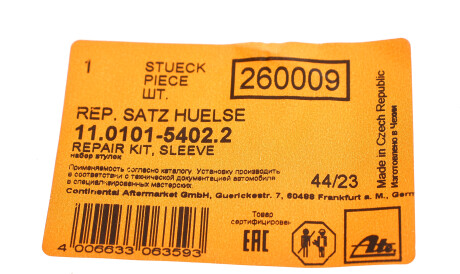 1
STUECK
PIECE
ШТ.
260009
REP. SATZ HUELSE
11.0101-5402.2
REPAIR KIT, SLEEVE
набор втулок
Применяемость согласно каталогу. Установку производить
в соответствии с технической документацией автомобиля
в специализированных мастерских.
44/23
Continental Aftermarket GmbH, Guerickestr. 7, 60488 Frankfurt a. M., Germ
Made in Czech Republic
Изготовлено в Чехии
4 006633 063593
Товар
сертифицирован
EAC
Ate